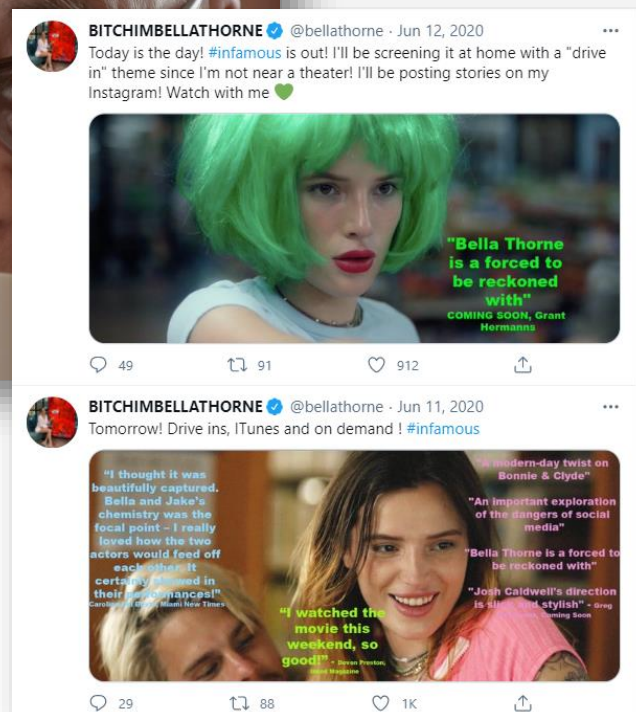 BITCHIMBELLATHORNE @bellathorne · Jun 12, 2020
Today is the day! #infamous is out! I'll be screening it at home with a "drive
in" theme since I'm not near a theater! I'll be posting stories on my
Instagram! Watch with me
"Bella Thorne
is a forced to
be reckoned
with"
COMING SOON, Grant
Hermanns
49 91 912
BITCHIMBELLATHORNE @bellathorne · Jun 11, 2020
Tomorrow! Drive ins, ITunes and on demand ! #infamous
"I thought it was
beautifully captured.
Bella and Jake's
chemistry was the
focal point – I really
loved how the two
actors would feed off
each other. It
certainly showed in
their performances!"
Miami New Times
"I watched the
movie this
weekend, so
good!" - Devan Preston,
Magazine
modern-day twist on
Bonnie & Clyde"
"An important exploration
of the dangers of social
media"
"Bella Thorne is a forced to
be reckoned with"
"Josh Caldwell's direction
is slick and stylish" - Greg
Coming Soon
29 88 1K